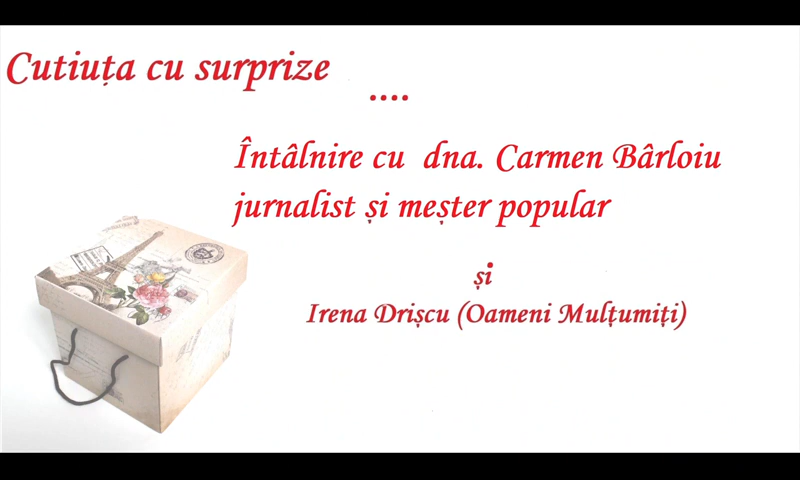 Cutiuța cu surprize
....
Întâlnire cu dna. Carmen Bârloiu
jurnalist și meșter popular
și
Irena Drișcu (Oameni Mulțumiți)